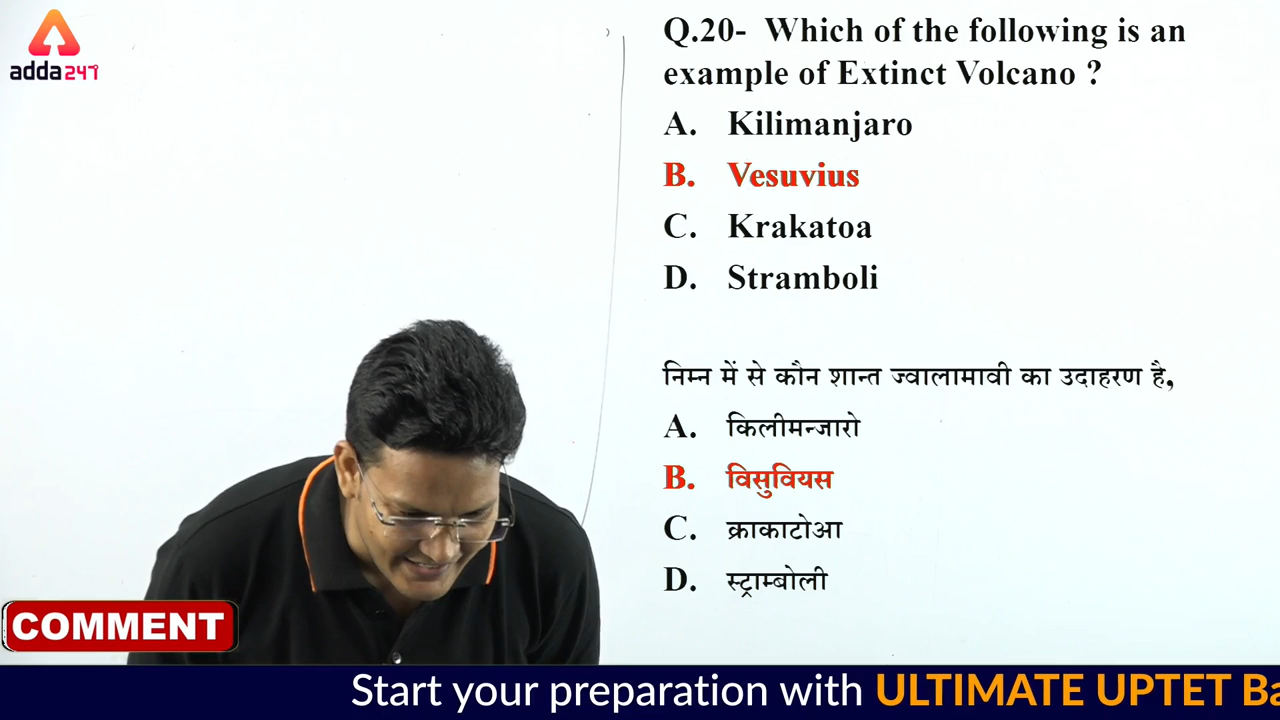 adda247
Q.20- Which of the following is an
example of Extinct Volcano ?
A. Kilimanjaro
B. Vesuvius
C. Krakatoa
D. Stramboli
निम्न में से कौन शान्त ज्वालामावी का उदाहरण है,
A. किलीमन्जारो
B. विसुवियस
C. क्राकाटोआ
D. स्ट्राम्बोली
COMMENT
Start your preparation with ULTIMATE UPTET Ba